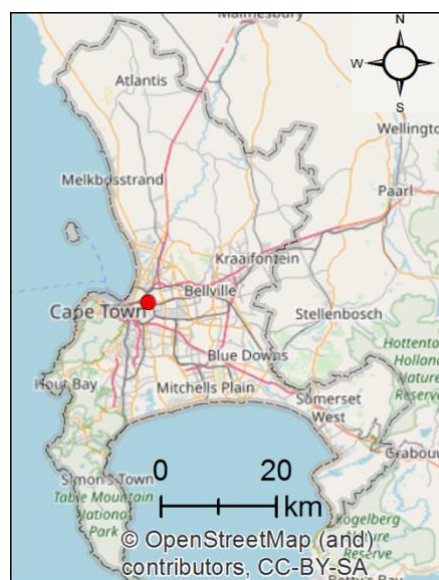 Malmesbury
N
W
E
S
Atlantis
Wellington
Melkbosstrand
Paarl
Kraaifontein
Bellville
Cape Town
Stellenbosch
Blue Downs
Hottento
Holland
Nature
Reserve
Hout Bay
Mitchells Plain
Somerset
West
Grabouw
Simon's Town
Table Mountain
National
Park
0 20
km
Kogelberg
Nature
Reserve
© OpenStreetMap (and)
contributors, CC-BY-SA